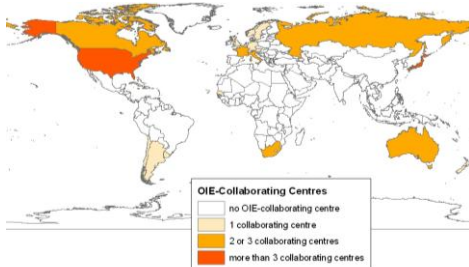 OIE-Collaborating Centres
no OIE-collaborating centre
1 collaborating centre
2 or 3 collaborating centres
more than 3 collaborating centres